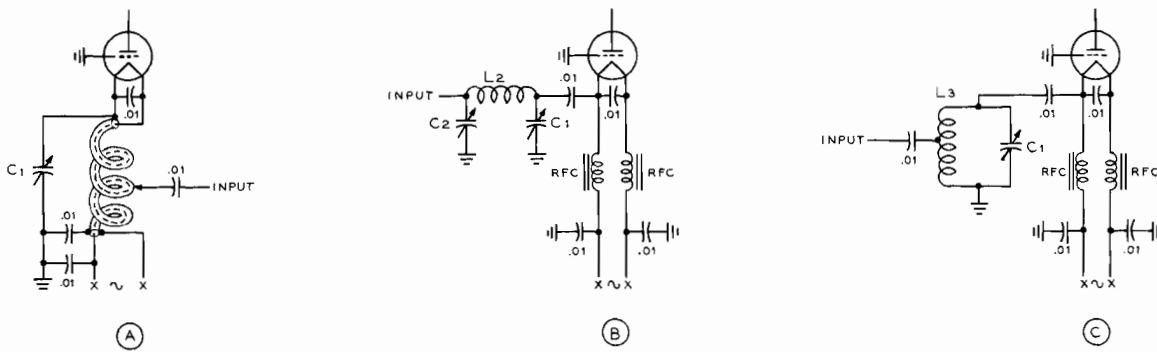 .01
C1
.01
INPUT
.01
.01
X ~ X
A
INPUT
L2
.01
.01
C2
C1
RFC
RFC
.01
.01
X ~ X
B
INPUT
.01
L3
C1
.01
.01
RFC
RFC
.01
.01
X ~ X
C